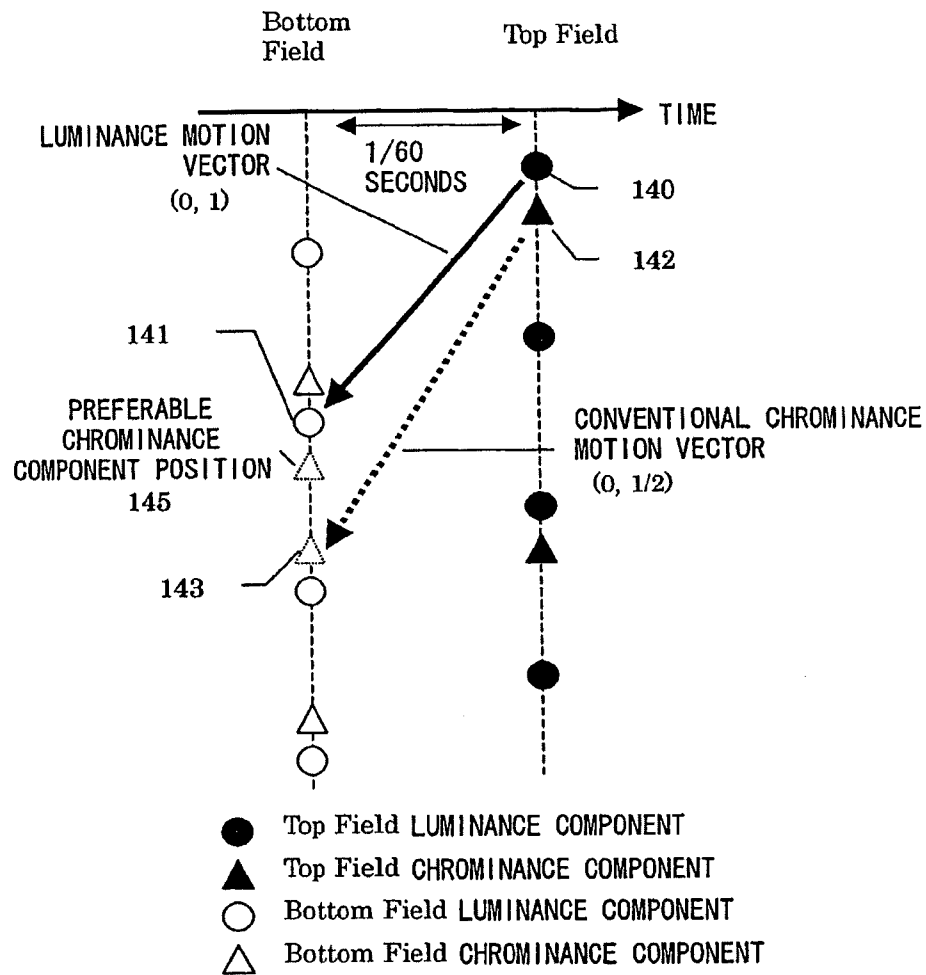 Bottom
Field
Top Field
TIME
LUMINANCE MOTION
VECTOR
(0, 1)
1/60
SECONDS
140
142
141
PREFERABLE
CHROMINANCE
COMPONENT POSITION
145
CONVENTIONAL CHROMINANCE
MOTION VECTOR
(0, 1/2)
143
Top Field LUMINANCE COMPONENT
Top Field CHROMINANCE COMPONENT
Bottom Field LUMINANCE COMPONENT
Bottom Field CHROMINANCE COMPONENT